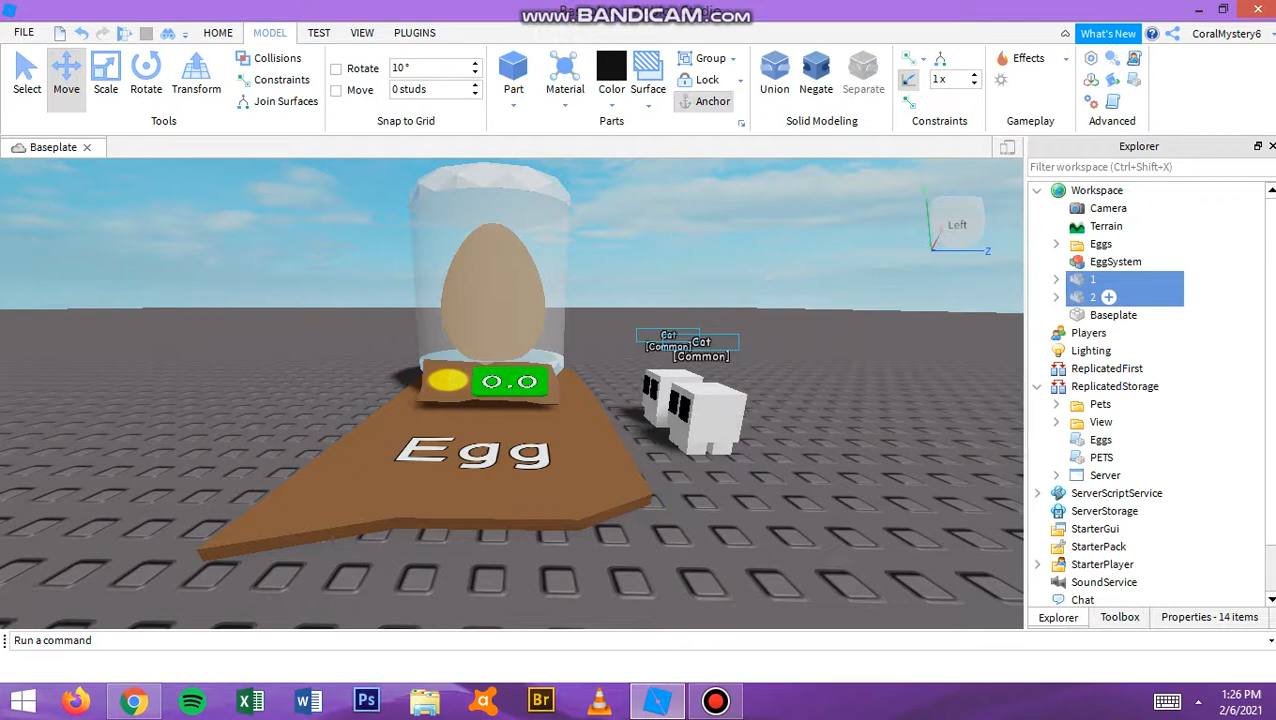 www.BANDICAM.com
FILE HOME MODEL TEST VIEW PLUGINS What's New CoralMystery6
Select Move Scale Rotate Transform
Collisions
Constraints
Join Surfaces
Tools
Rotate 10°
Move 0 studs
Snap to Grid
Part Material Color Surface
Group
Lock
Anchor
Parts
Union Negate Separate
Solid Modeling
1 x
Constraints
Effects
Gameplay
Advanced
Baseplate
Left
Z
Cat
[Common]
Cat
[Common]
0.0
Egg
Explorer
Filter workspace (Ctrl+Shift+X)
Workspace
Camera
Terrain
Eggs
EggSystem
1
2
Baseplate
Players
Lighting
ReplicatedFirst
ReplicatedStorage
Pets
View
Eggs
PETS
Server
ServerScriptService
ServerStorage
StarterGui
StarterPack
StarterPlayer
SoundService
Chat
Explorer Toolbox Properties - 14 items
Run a command
Ps
Br
1:26 PM
2/6/2021